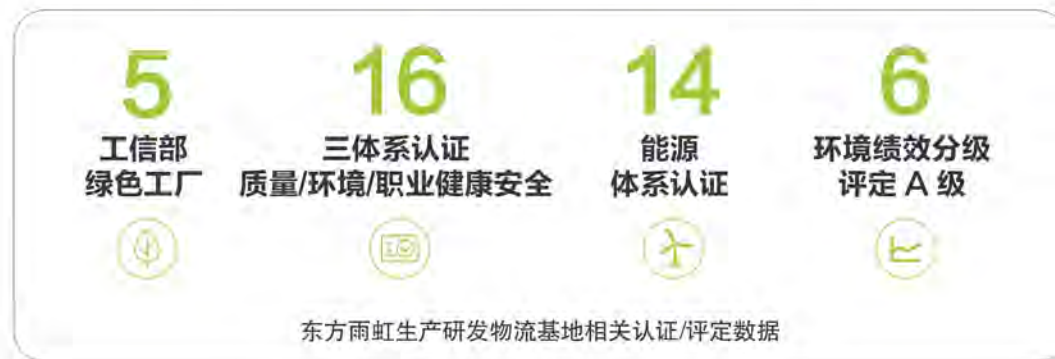 5
工信部
绿色工厂
16
三体系认证
质量/环境/职业健康安全
14
能源
体系认证
6
环境绩效分级
评定 A 级
东方雨虹生产研发物流基地相关认证/评定数据